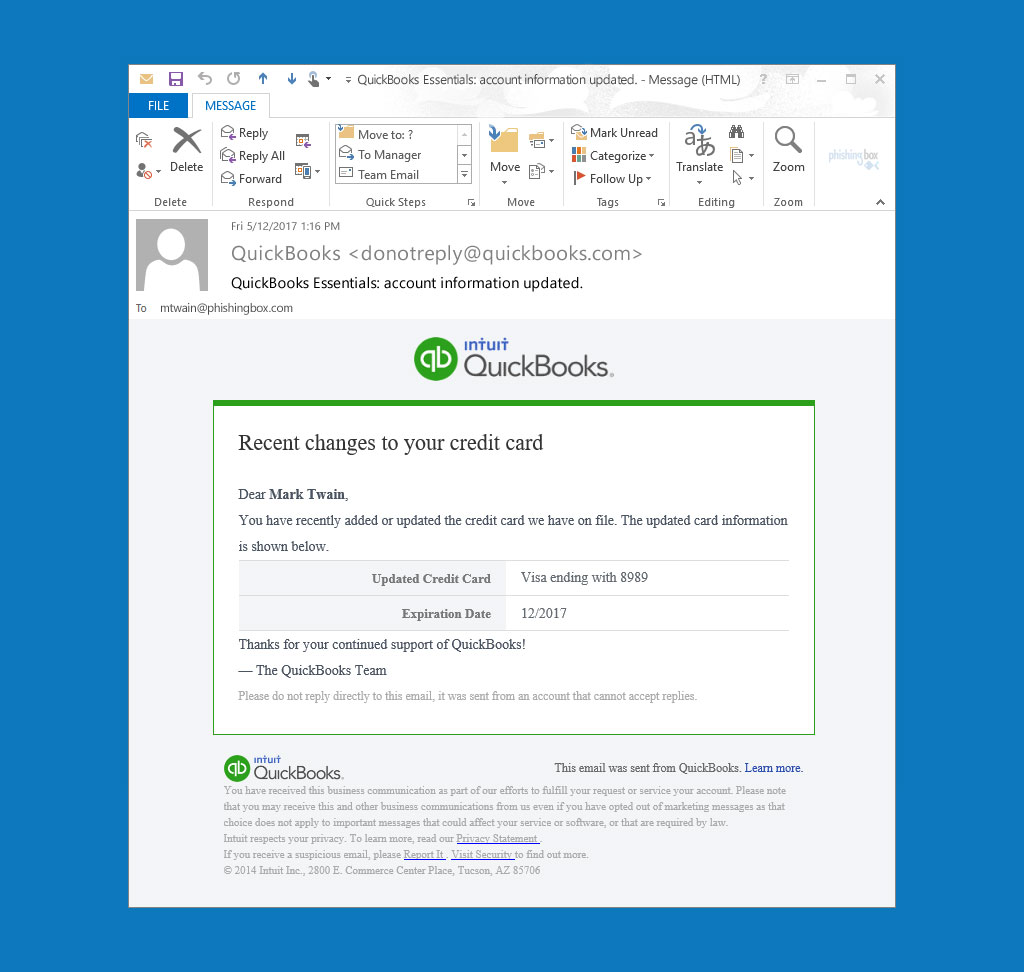 QuickBooks Essentials: account information updated. - Message (HTML)
?
FILE
MESSAGE
Delete
Delete
Reply
Reply All
Forward
Respond
Move to: ?
To Manager
Team Email
Quick Steps
Move
Move
Mark Unread
Categorize
Follow Up
Tags
Translate
Editing
Zoom
Zoom
phishingbox
Fri 5/12/2017 1:16 PM
QuickBooks <donotreply@quickbooks.com>
QuickBooks Essentials: account information updated.
To mtwain@phishingbox.com
intuit
QuickBooks.
Recent changes to your credit card
Dear Mark Twain,
You have recently added or updated the credit card we have on file. The updated card information
is shown below.
Updated Credit Card Visa ending with 8989
Expiration Date 12/2017
Thanks for your continued support of QuickBooks!
— The QuickBooks Team
Please do not reply directly to this email, it was sent from an account that cannot accept replies.
intuit
QuickBooks.
This email was sent from QuickBooks. Learn more.
You have received this business communication as part of our efforts to fulfill your request or service your account. Please note
that you may receive this and other business communications from us even if you have opted out of marketing messages as that
choice does not apply to important messages that could affect your service or software, or that are required by law.
Intuit respects your privacy. To learn more, read our Privacy Statement .
If you receive a suspicious email, please Report It . Visit Security to find out more.
© 2014 Intuit Inc., 2800 E. Commerce Center Place, Tucson, AZ 85706